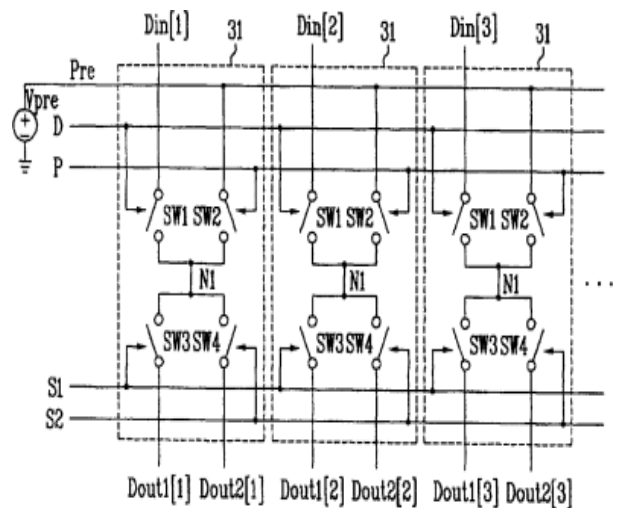 Din[1] 31 Din[2] 31 Din[3] 31
Pre
Vpre
D
P
SW1 SW2 SW1 SW2 SW1 SW2
N1 N1 N1
...
SW3 SW4 SW3 SW4 SW3 SW4
S1
S2
Dout1[1] Dout2[1] Dout1[2] Dout2[2] Dout1[3] Dout2[3]